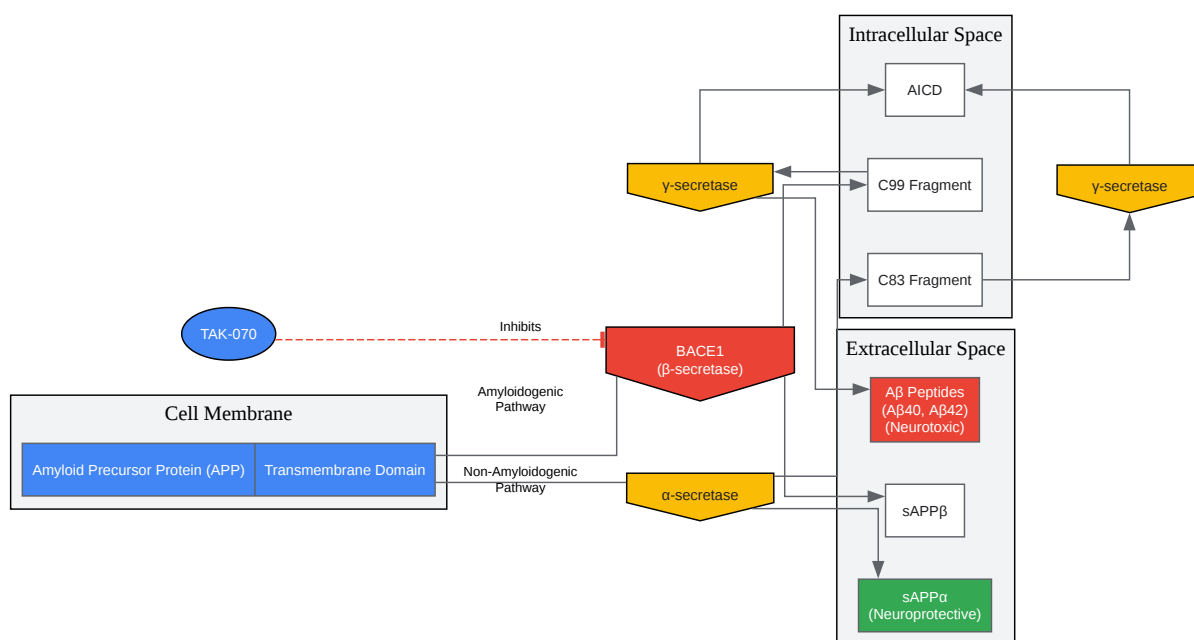 Intracellular Space
AICD
γ-secretase
C99 Fragment
γ-secretase
C83 Fragment
TAK-070
Inhibits
BACE1
(β-secretase)
Extracellular Space
Aβ Peptides
(Aβ40, Aβ42)
(Neurotoxic)
Amyloidogenic
Pathway
Cell Membrane
Amyloid Precursor Protein (APP)
Transmembrane Domain
Non-Amyloidogenic
Pathway
α-secretase
sAPPβ
sAPPα
(Neuroprotective)